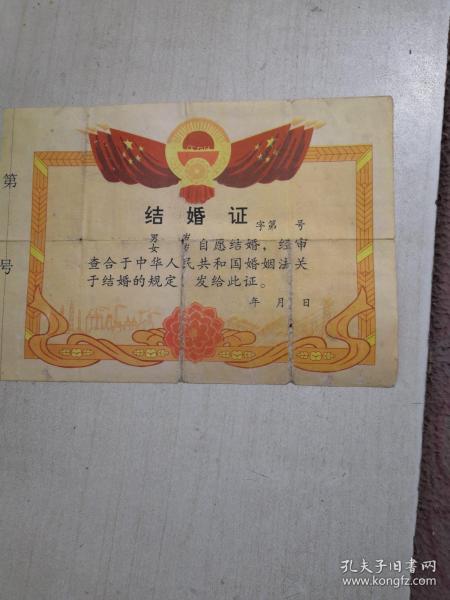 第
号
结婚证
字第 号
男 岁
女 岁 自愿结婚，经审
查合于中华人民共和国婚姻法关
于结婚的规定 发给此证。
年 月 日
孔夫子旧书网
www.kongfz.com